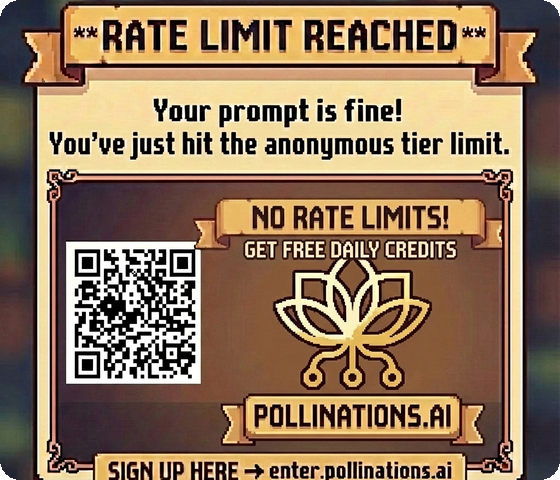 **RATE LIMIT REACHED**
Your prompt is fine!
You've just hit the anonymous tier limit.
NO RATE LIMITS!
GET FREE DAILY CREDITS
POLLINATIONS.AI
SIGN UP HERE → enter.pollinations.ai